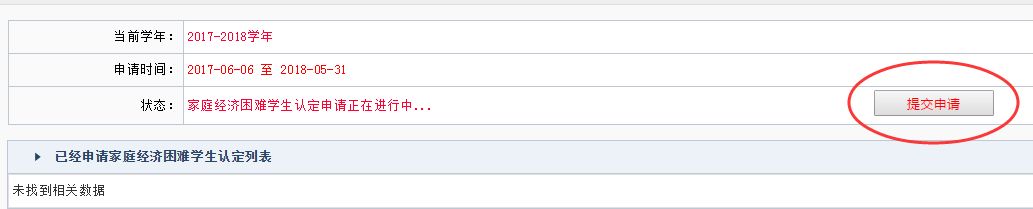 当前学年： 2017-2018学年
申请时间： 2017-06-06 至 2018-05-31
状态： 家庭经济困难学生认定申请正在进行中... 提交申请
已经申请家庭经济困难学生认定列表
未找到相关数据